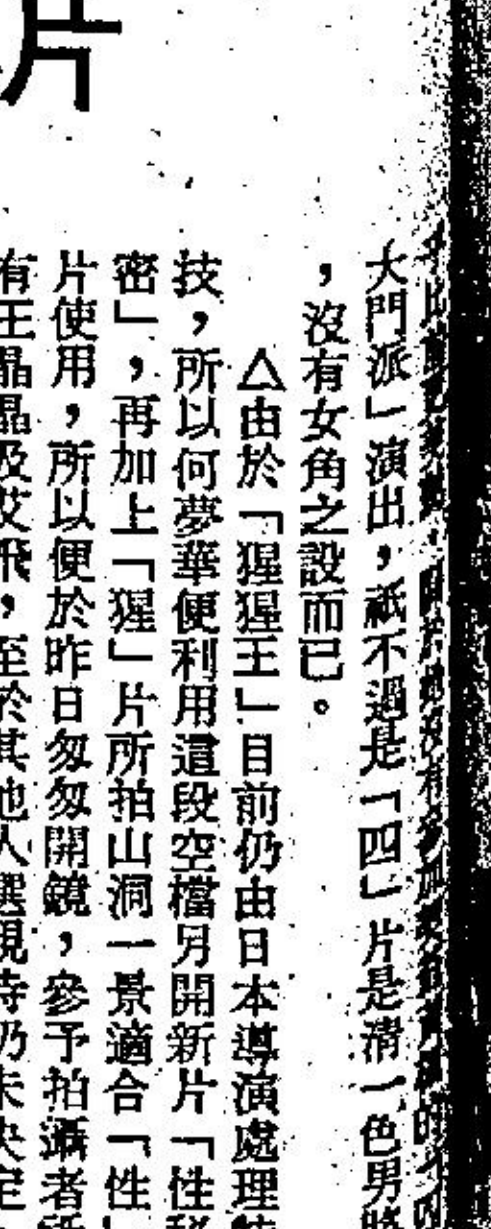 片
大門派」演出，祇不過是「四」片是清一色男
，沒有女角之設而已。
△由於「猩猩王」目前仍由日本導演處理
技，所以何夢華便利用這段空檔另開新片「性
密」，再加上「猩」片所拍山洞一景適合「性」
片使用，所以便於昨日匆匆開鏡，參予拍攝者
有王晶晶及艾飛，至於其他人選現時仍未決定